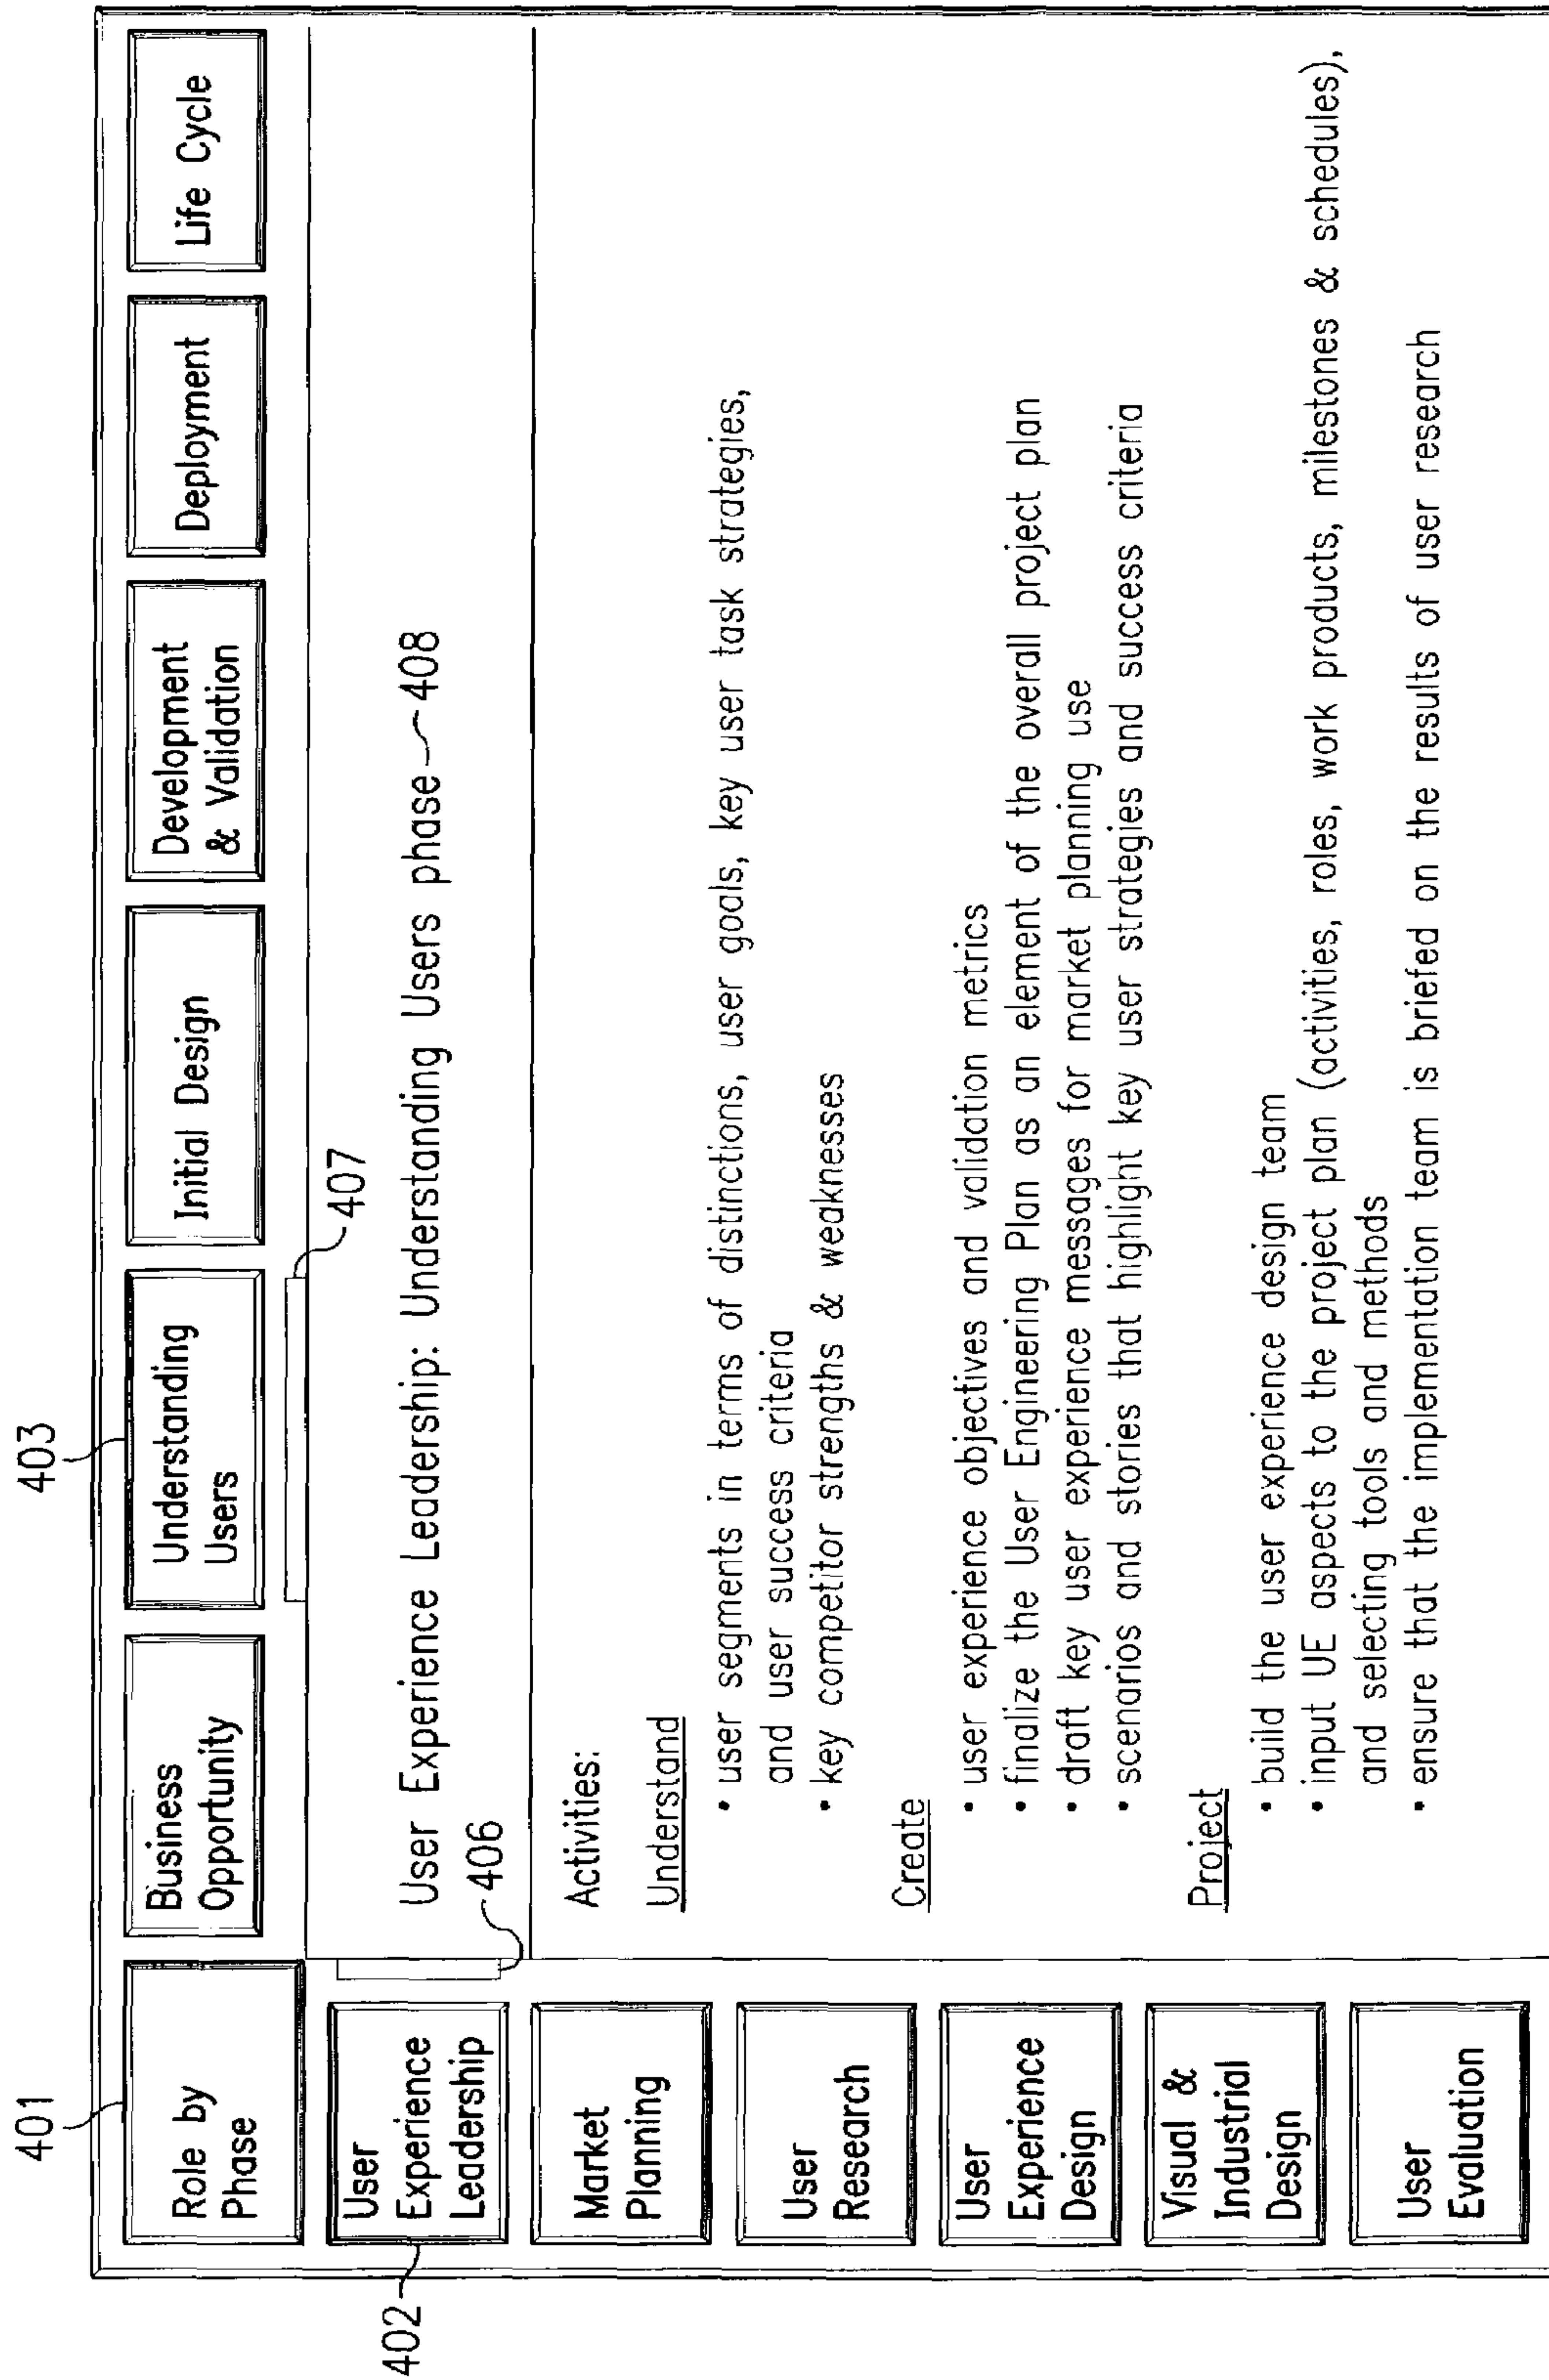 401
403
Role by
Phase
Business
Opportunity
Understanding
Users
Initial Design
Development
& Validation
Deployment
Life Cycle
407
402
User
Experience
Leadership
406
User Experience Leadership: Understanding Users phase
408
Market
Planning
User
Research
User
Experience
Design
Visual &
Industrial
Design
User
Evaluation
Activities:
Understand
• user segments in terms of distinctions, user goals, key user task strategies,
and user success criteria
• key competitor strengths & weaknesses
Create
• user experience objectives and validation metrics
• finalize the User Engineering Plan as an element of the overall project plan
• draft key user experience messages for market planning use
• scenarios and stories that highlight key user strategies and success criteria
Project
• build the user experience design team
• input UE aspects to the project plan (activities, roles, work products, milestones & schedules),
and selecting tools and methods
• ensure that the implementation team is briefed on the results of user research